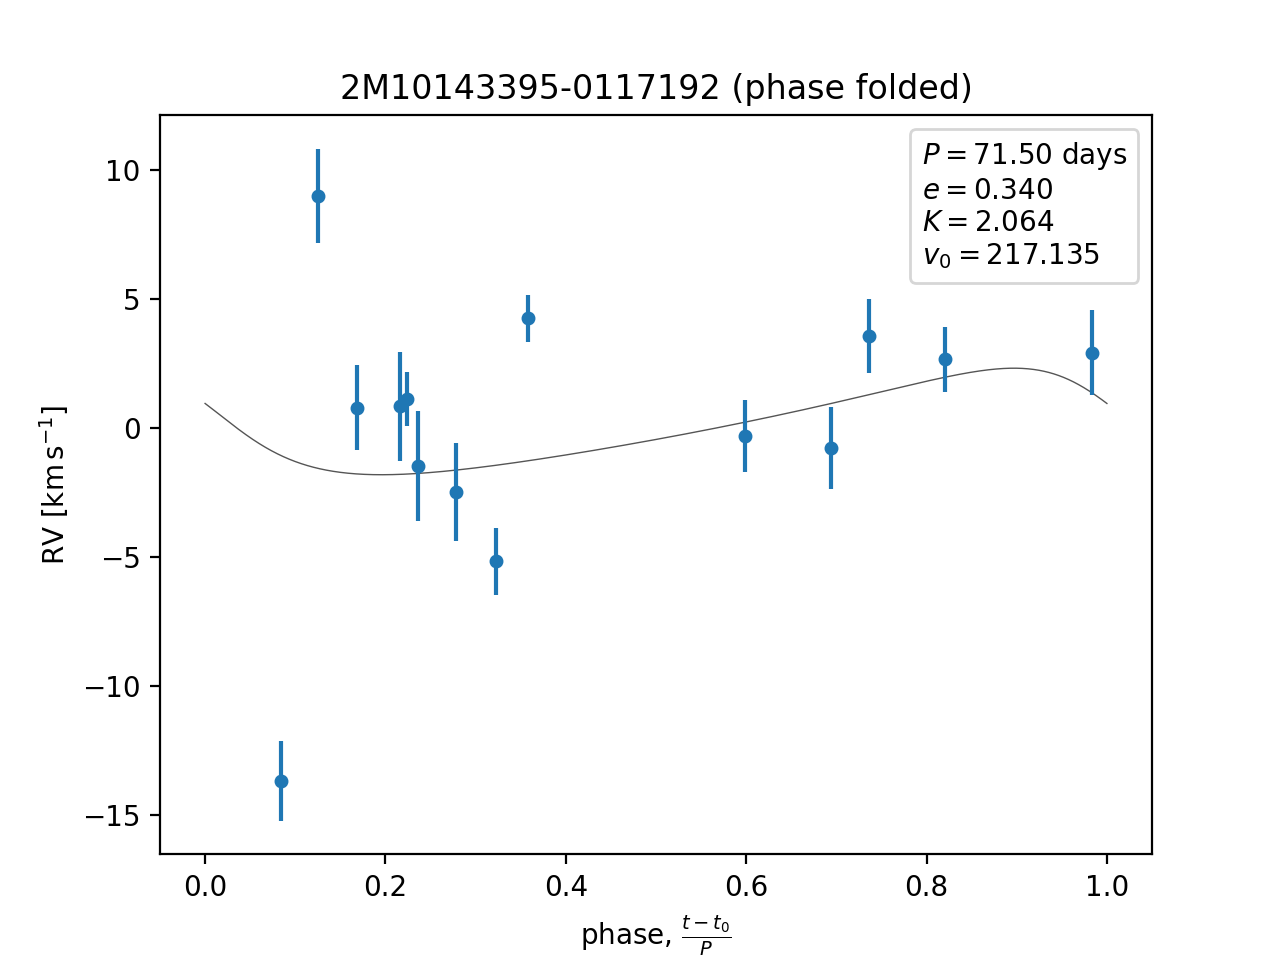 2M10143395-0117192 (phase folded)
P = 71.50 days
e = 0.340
K = 2.064
v₀ = 217.135
10
5
0
−5
−10
−15
RV [km s⁻¹]
0.0 0.2 0.4 0.6 0.8 1.0
phase, (t − t₀)/P